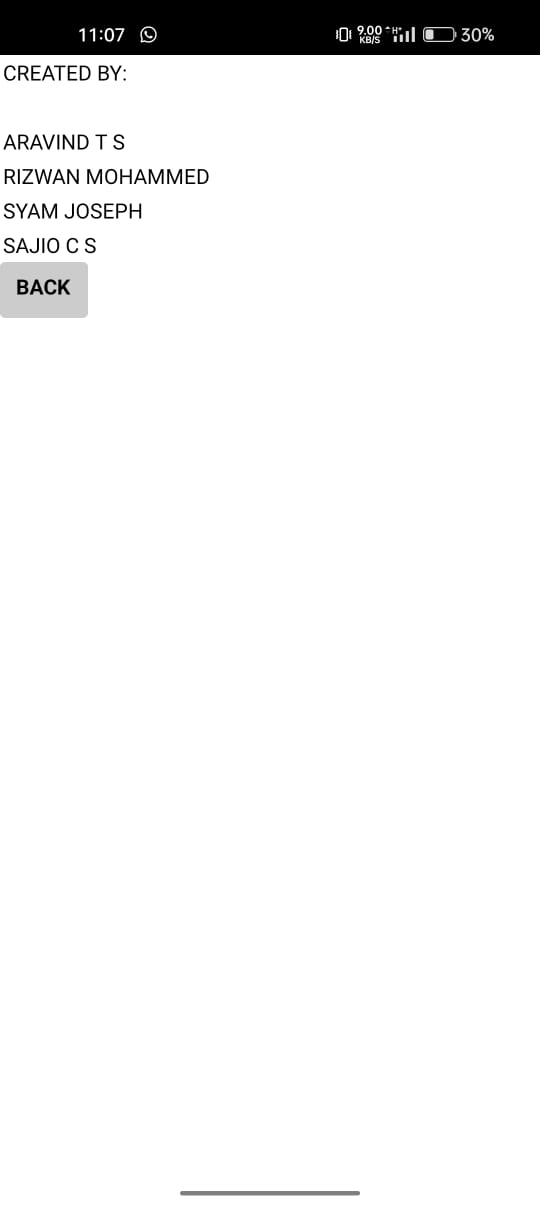 11:07 9.00 KB/S H+ 30%
CREATED BY:
ARAVIND T S
RIZWAN MOHAMMED
SYAM JOSEPH
SAJIO C S
BACK